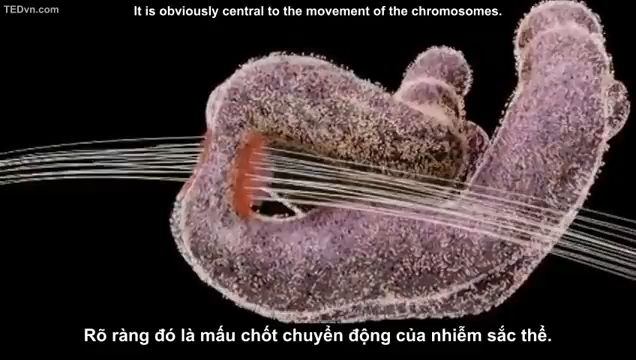 TEDvn.com
It is obviously central to the movement of the chromosomes.
Rõ ràng đó là mấu chốt chuyển động của nhiễm sắc thể.